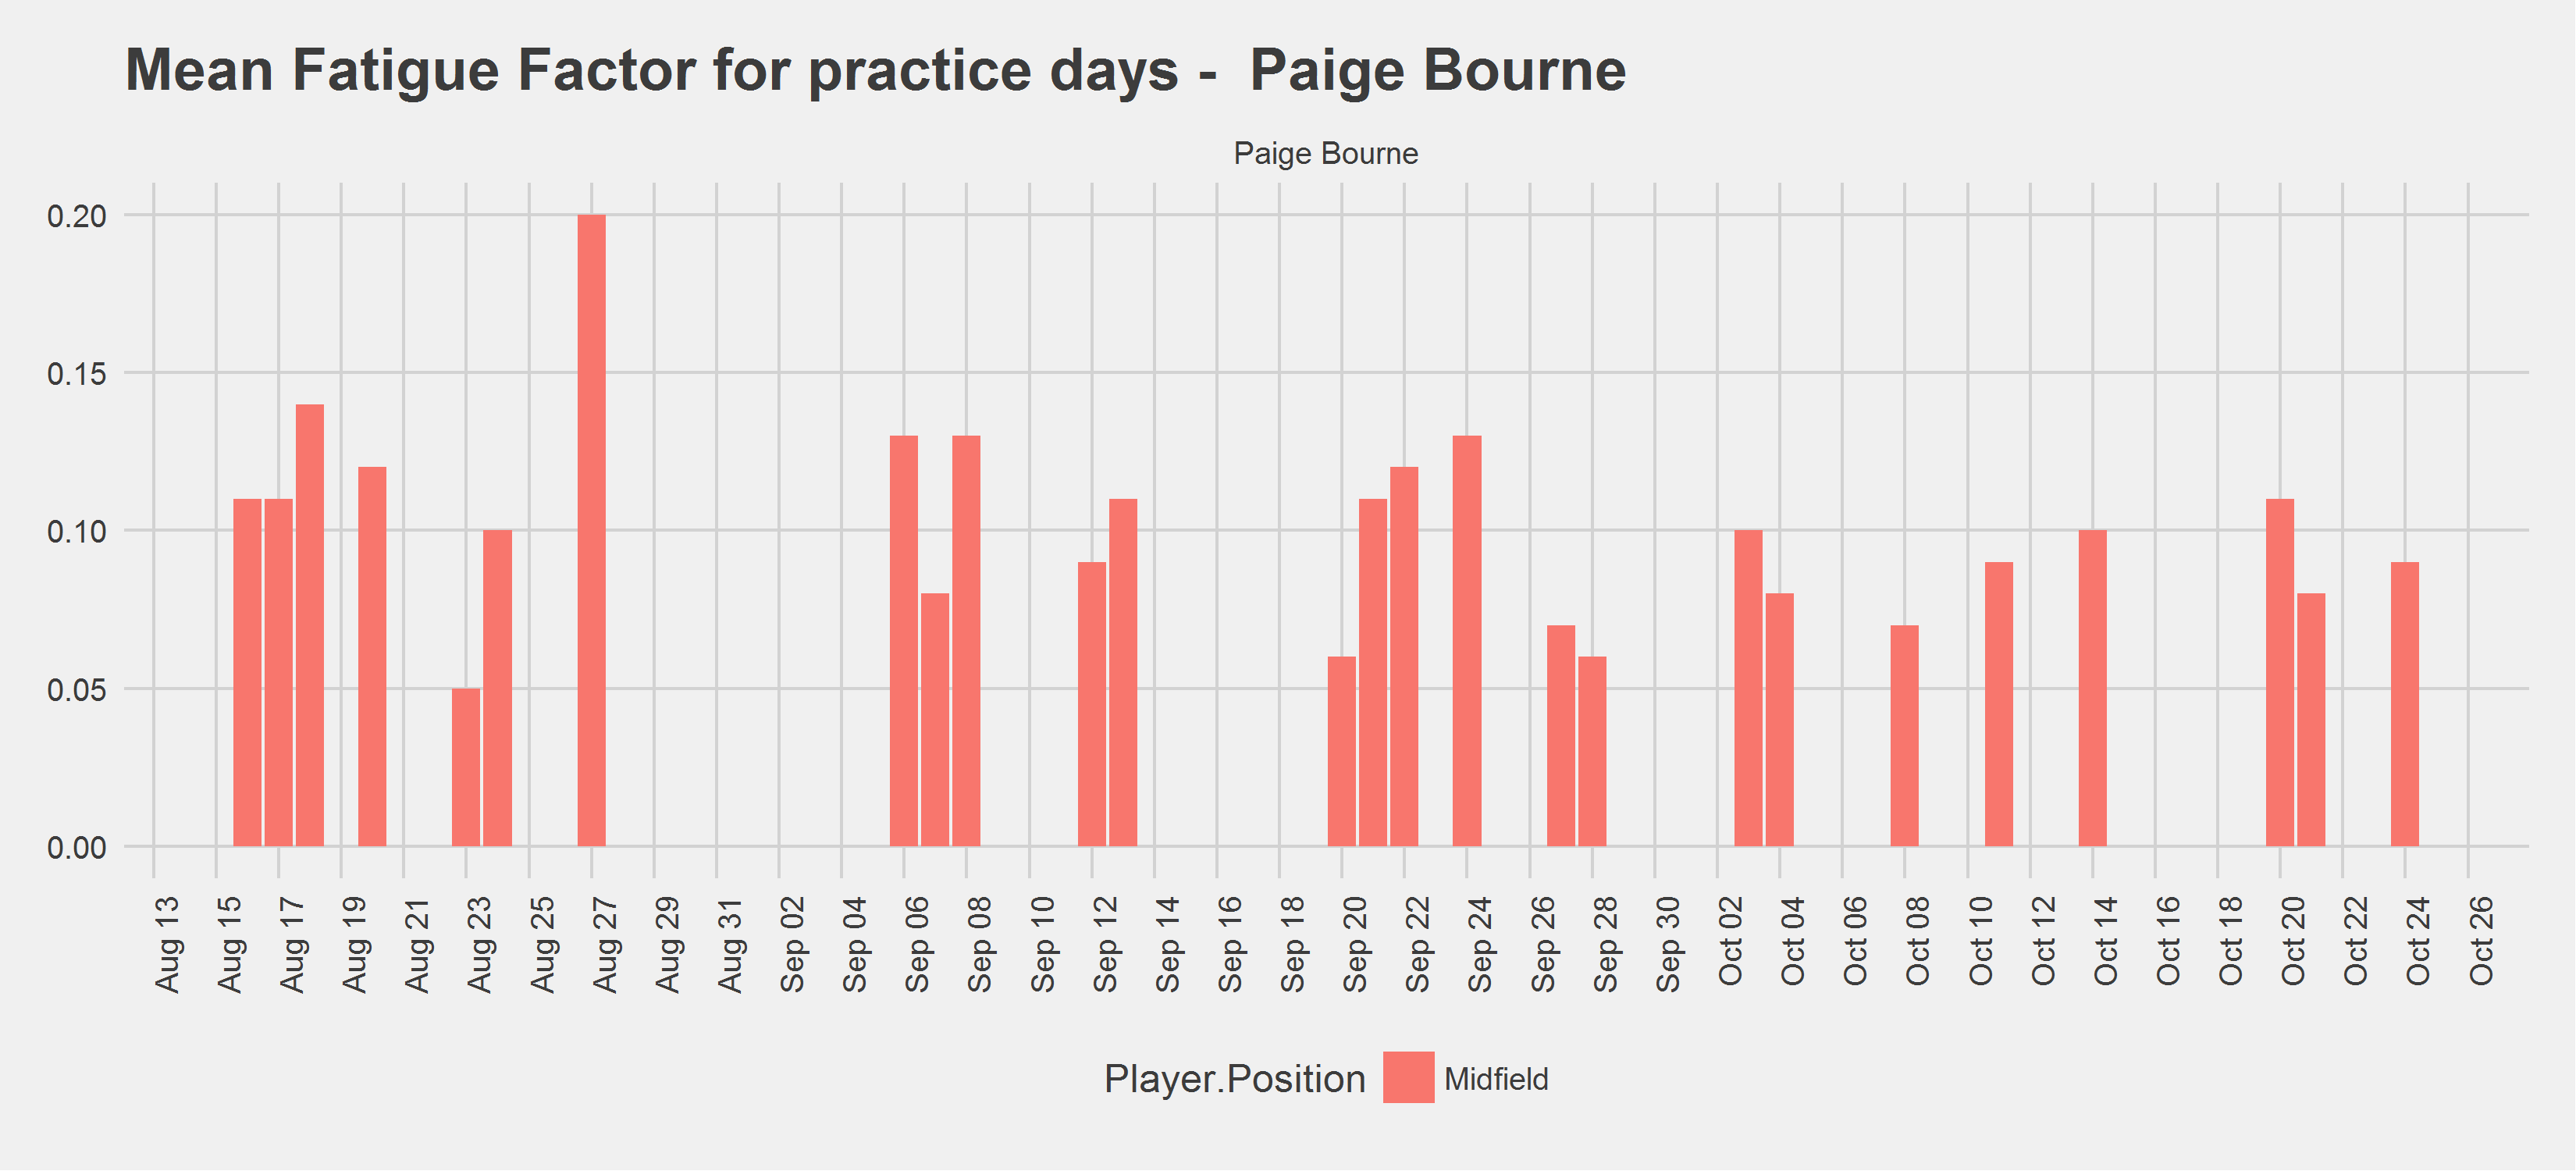 Mean Fatigue Factor for practice days -  Paige Bourne
Paige Bourne
0.20
0.15
0.10
0.05
0.00
Aug 13
Aug 15
Aug 17
Aug 19
Aug 21
Aug 23
Aug 25
Aug 27
Aug 29
Aug 31
Sep 02
Sep 04
Sep 06
Sep 08
Sep 10
Sep 12
Sep 14
Sep 16
Sep 18
Sep 20
Sep 22
Sep 24
Sep 26
Sep 28
Sep 30
Oct 02
Oct 04
Oct 06
Oct 08
Oct 10
Oct 12
Oct 14
Oct 16
Oct 18
Oct 20
Oct 22
Oct 24
Oct 26
Player.Position Midfield